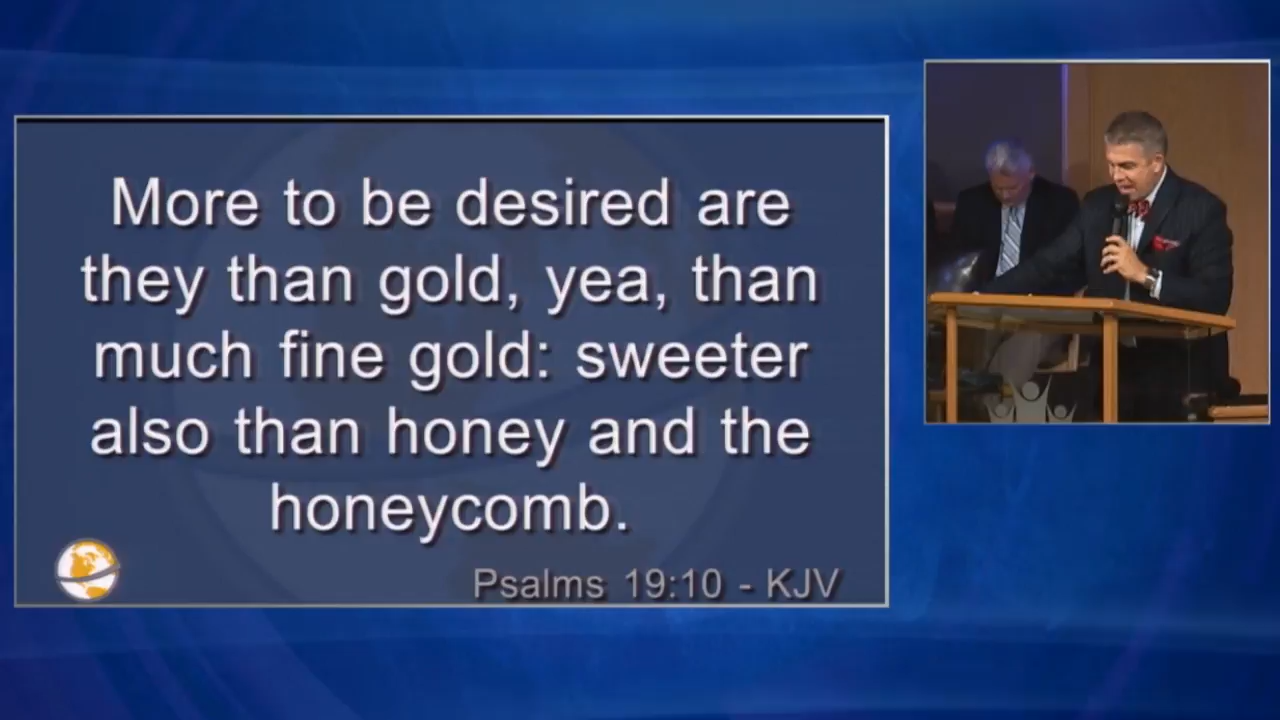 More to be desired are
they than gold, yea, than
much fine gold: sweeter
also than honey and the
honeycomb.
Psalms 19:10 - KJV